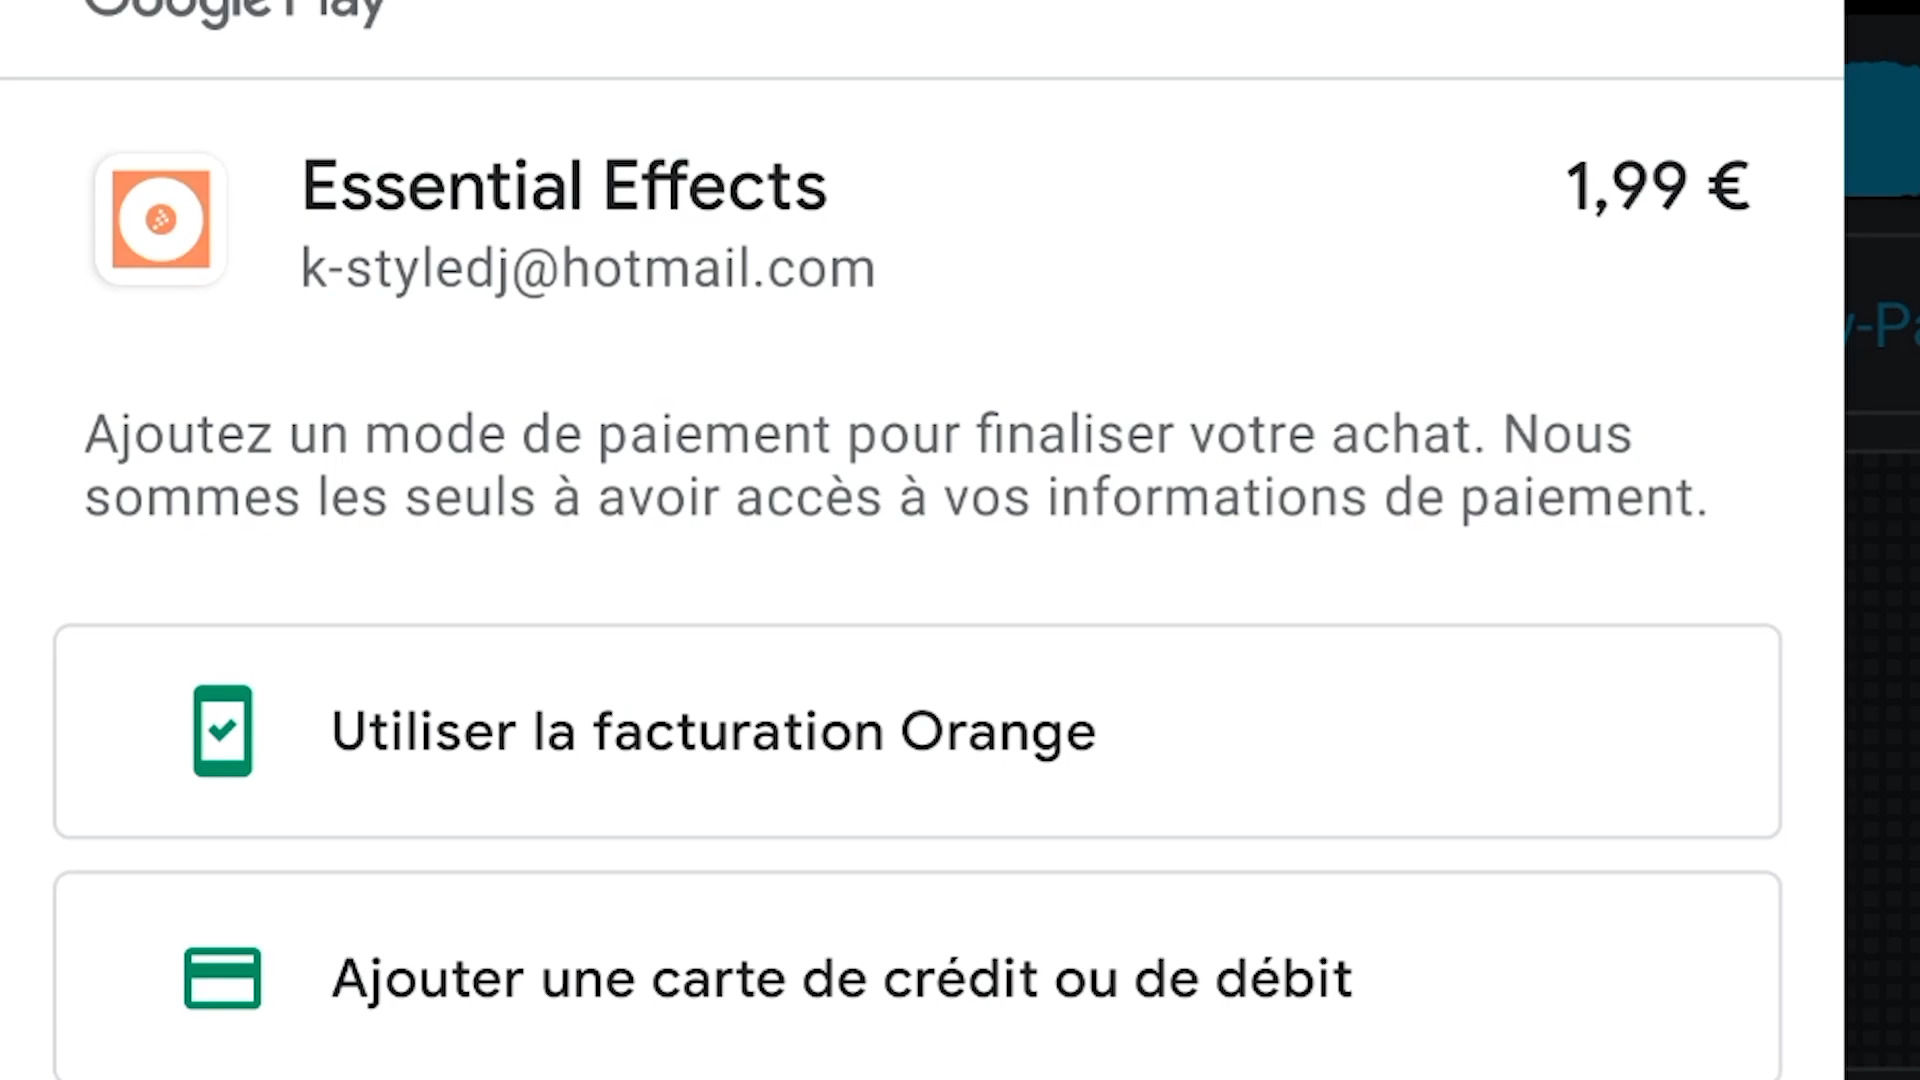 Google Play
Essential Effects
1,99 €
k-styledj@hotmail.com
Ajoutez un mode de paiement pour finaliser votre achat. Nous
sommes les seuls à avoir accès à vos informations de paiement.
Utiliser la facturation Orange
Ajouter une carte de crédit ou de débit